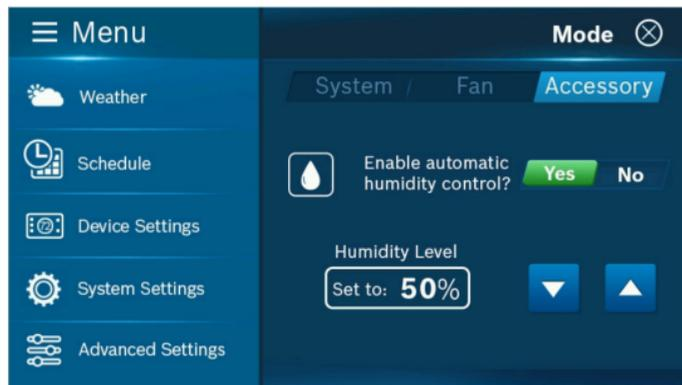 Menu
Weather
Schedule
72
Device Settings
System Settings
Advanced Settings
Mode
System / Fan Accessory
Enable automatic
humidity control?
Yes No
Humidity Level
Set to: 50%